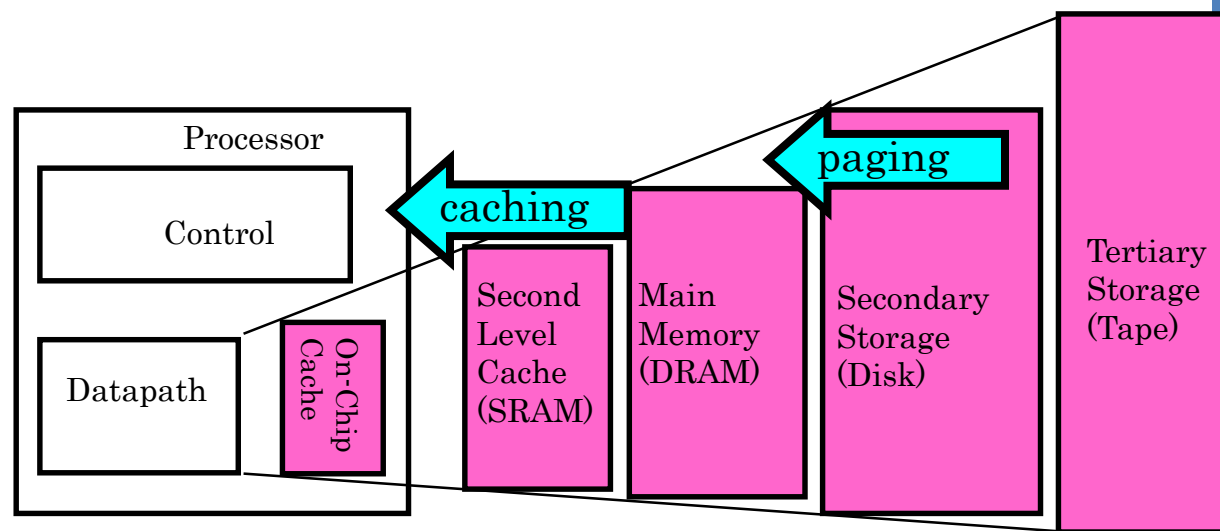 Processor
Control
Datapath
On-Chip
Cache
caching
Second
Level
Cache
(SRAM)
Main
Memory
(DRAM)
paging
Secondary
Storage
(Disk)
Tertiary
Storage
(Tape)